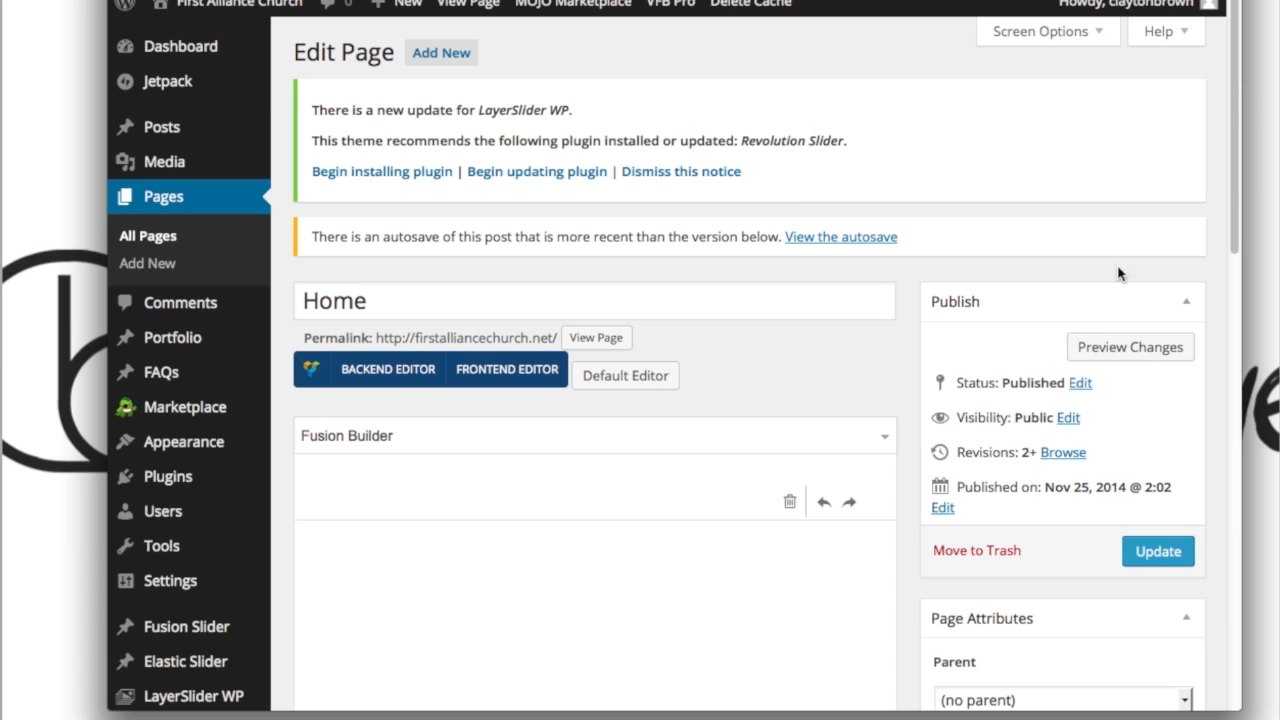 First Alliance Church 0 New View Page MOJO Marketplace VFB Pro Delete Cache Howdy, claytonbrown
Dashboard
Jetpack
Posts
Media
Pages
All Pages
Add New
Comments
Portfolio
FAQs
Marketplace
Appearance
Plugins
Users
Tools
Settings
Fusion Slider
Elastic Slider
LayerSlider WP
Screen Options Help
Edit Page Add New
There is a new update for LayerSlider WP.
This theme recommends the following plugin installed or updated: Revolution Slider.
Begin installing plugin | Begin updating plugin | Dismiss this notice
There is an autosave of this post that is more recent than the version below. View the autosave
Home
Permalink: http://firstalliancechurch.net/ View Page
BACKEND EDITOR FRONTEND EDITOR Default Editor
Fusion Builder
Publish
Preview Changes
Status: Published Edit
Visibility: Public Edit
Revisions: 2+ Browse
Published on: Nov 25, 2014 @ 2:02
Edit
Move to Trash Update
Page Attributes
Parent
(no parent)